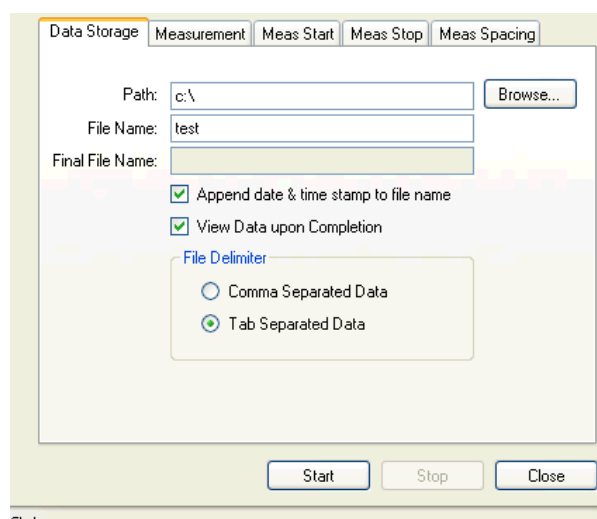 Data Storage Measurement Meas Start Meas Stop Meas Spacing
Path: c:\ Browse...
File Name: test
Final File Name:
Append date & time stamp to file name
View Data upon Completion
File Delimiter
Comma Separated Data
Tab Separated Data
Start Stop Close